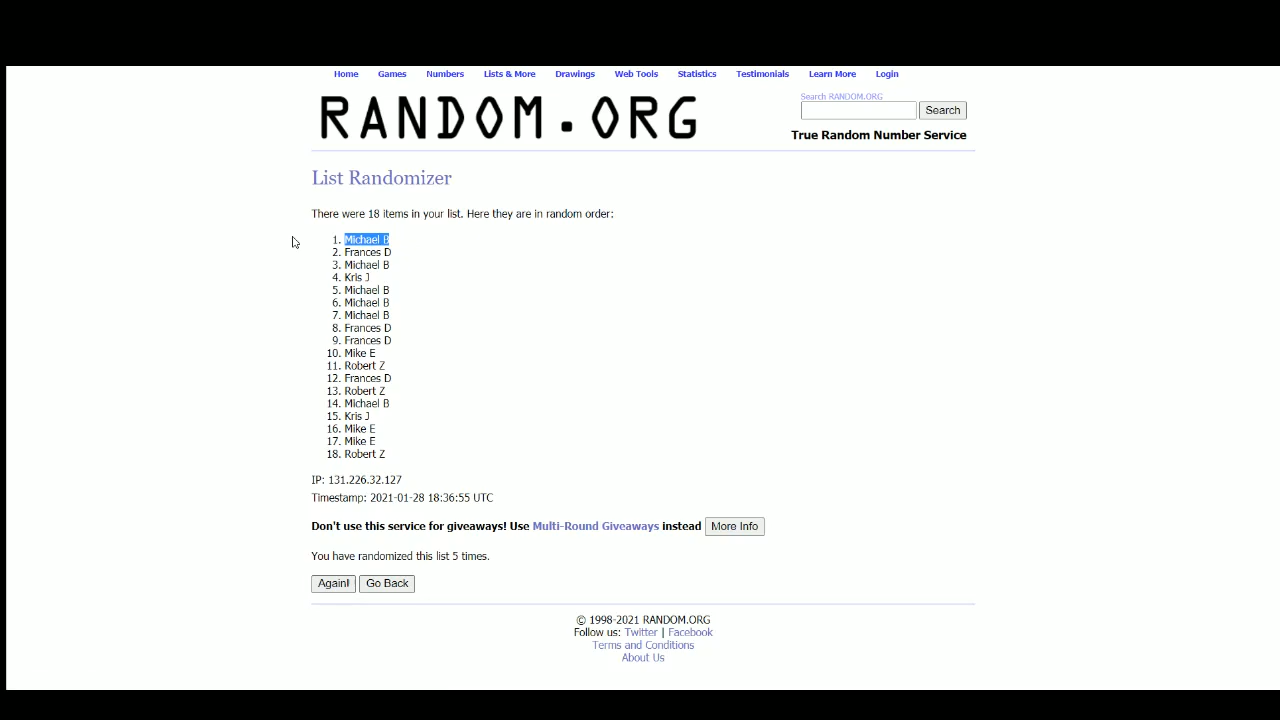 Home Games Numbers Lists & More Drawings Web Tools Statistics Testimonials Learn More Login
RANDOM.ORG
Search RANDOM.ORG
Search
True Random Number Service
List Randomizer
There were 18 items in your list. Here they are in random order:
1. Michael B
2. Frances D
3. Michael B
4. Kris J
5. Michael B
6. Michael B
7. Michael B
8. Frances D
9. Frances D
10. Mike E
11. Robert Z
12. Frances D
13. Robert Z
14. Michael B
15. Kris J
16. Mike E
17. Mike E
18. Robert Z
IP: 131.226.32.127
Timestamp: 2021-01-28 18:36:55 UTC
Don't use this service for giveaways! Use Multi-Round Giveaways instead More Info
You have randomized this list 5 times.
Again! Go Back
© 1998-2021 RANDOM.ORG
Follow us: Twitter | Facebook
Terms and Conditions
About Us